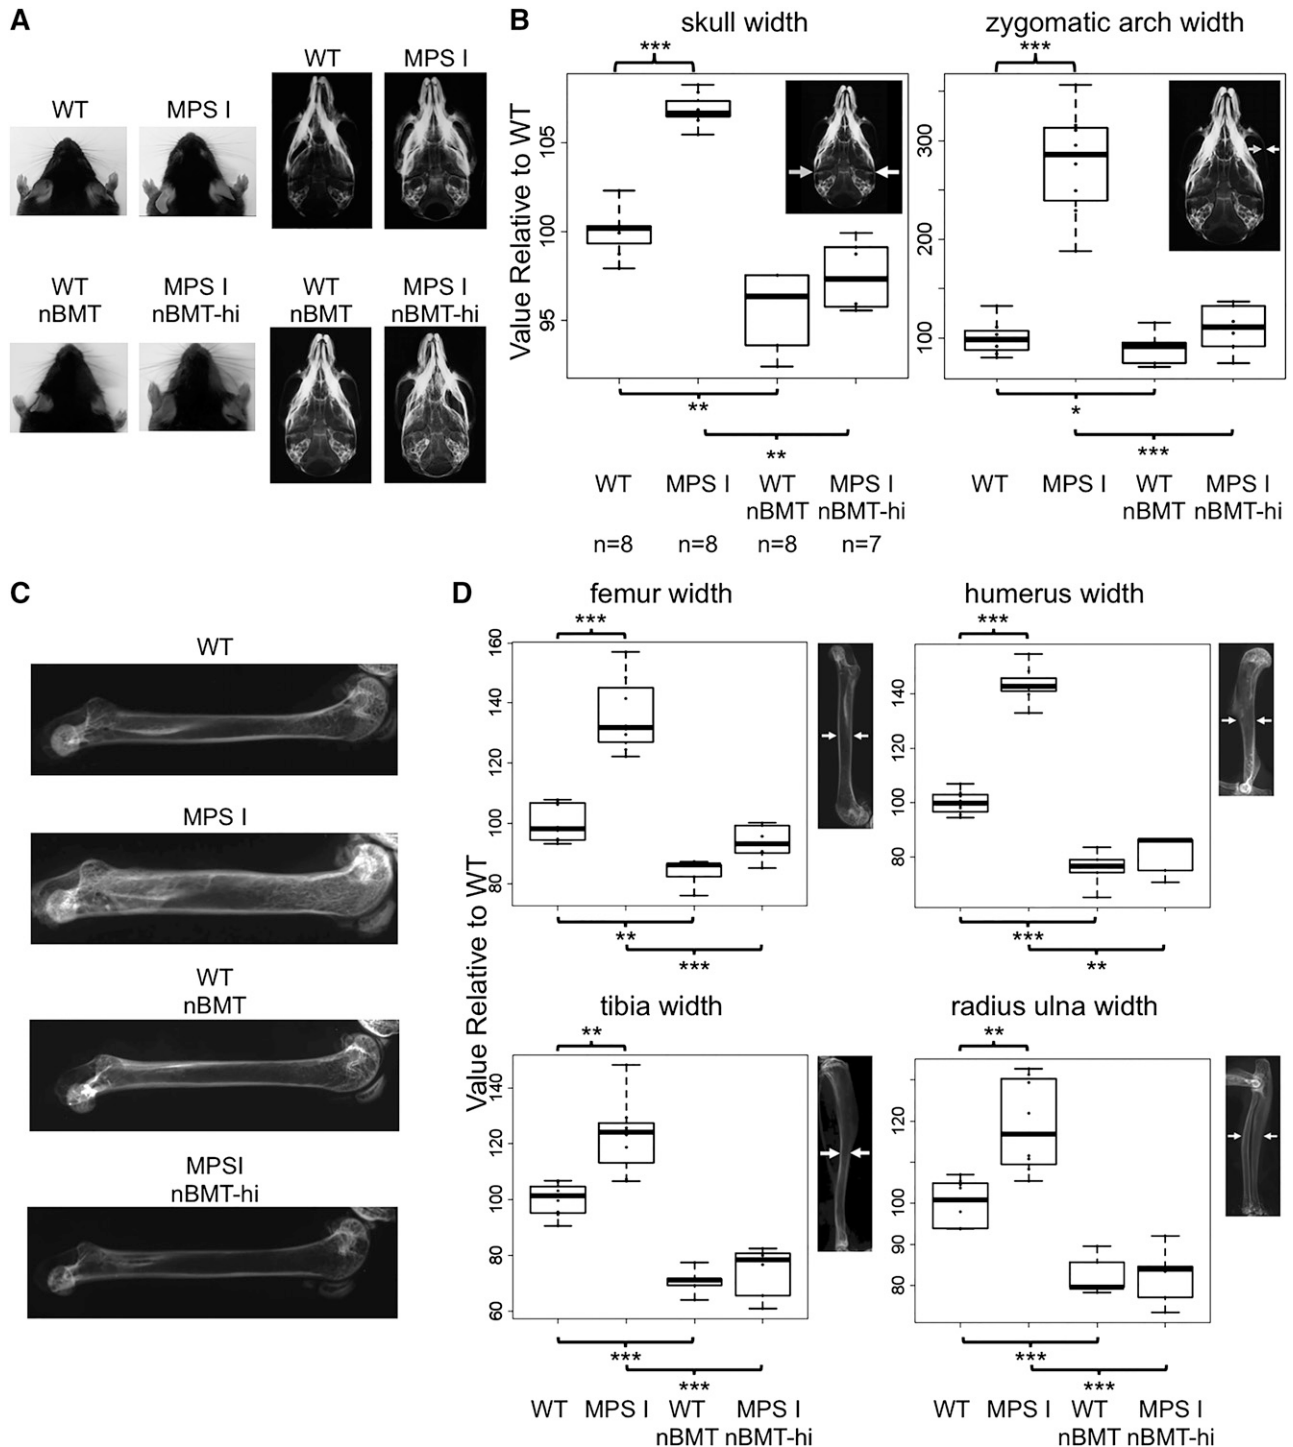 A
WT
MPS I
WT
MPS I
WT
nBMT
MPS I
nBMT-hi
WT
nBMT
MPS I
nBMT-hi
B
skull width
zygomatic arch width
***
***
Value Relative to WT
105
100
95
300
200
100
**
**
*
***
WT
MPS I
WT
nBMT
MPS I
nBMT-hi
WT
MPS I
WT
nBMT
MPS I
nBMT-hi
n=8
n=8
n=8
n=7
C
WT
MPS I
WT
nBMT
MPSI
nBMT-hi
D
femur width
humerus width
***
***
160
140
120
100
80
140
120
100
80
**
***
***
**
Value Relative to WT
tibia width
radius ulna width
**
**
140
120
100
80
60
120
100
90
80
***
***
***
***
WT
MPS I
WT
nBMT
MPS I
nBMT-hi
WT
MPS I
WT
nBMT
MPS I
nBMT-hi